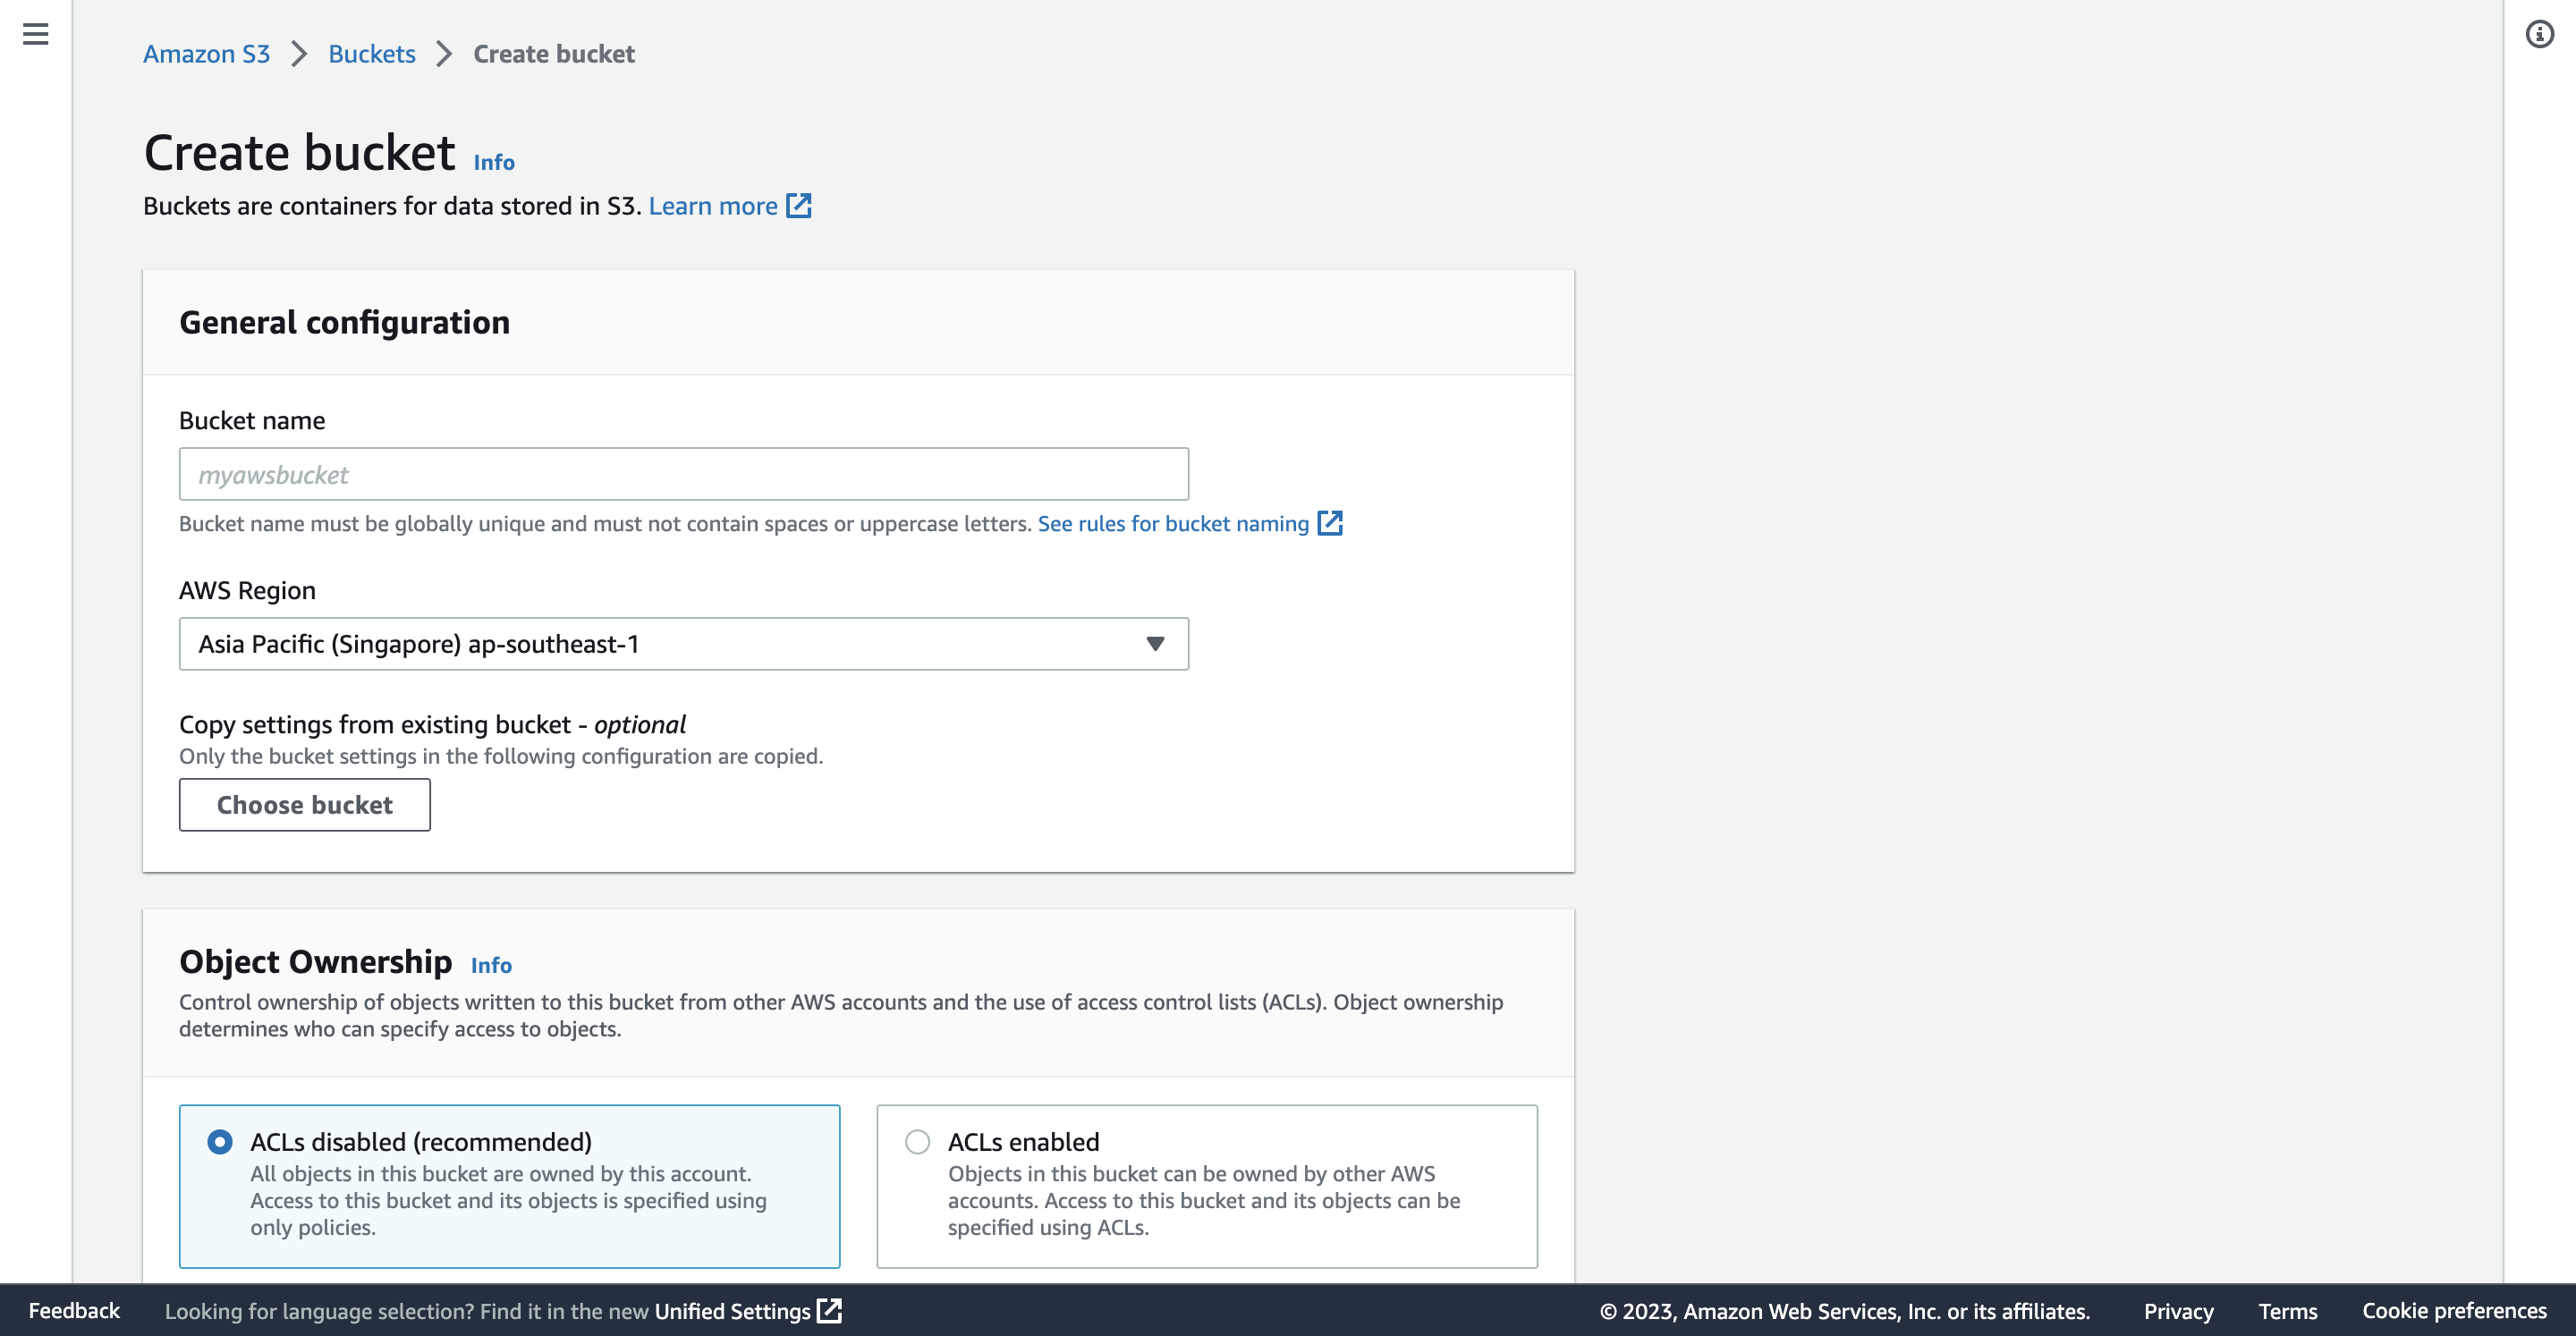 Amazon S3 Buckets Create bucket
Create bucket Info
Buckets are containers for data stored in S3. Learn more
General configuration
Bucket name
myawsbucket
Bucket name must be globally unique and must not contain spaces or uppercase letters. See rules for bucket naming
AWS Region
Asia Pacific (Singapore) ap-southeast-1
Copy settings from existing bucket - optional
Only the bucket settings in the following configuration are copied.
Choose bucket
Object Ownership Info
Control ownership of objects written to this bucket from other AWS accounts and the use of access control lists (ACLs). Object ownership
determines who can specify access to objects.
ACLs disabled (recommended)
All objects in this bucket are owned by this account.
Access to this bucket and its objects is specified using
only policies.
ACLs enabled
Objects in this bucket can be owned by other AWS
accounts. Access to this bucket and its objects can be
specified using ACLs.
Feedback Looking for language selection? Find it in the new Unified Settings © 2023, Amazon Web Services, Inc. or its affiliates. Privacy Terms Cookie preferences